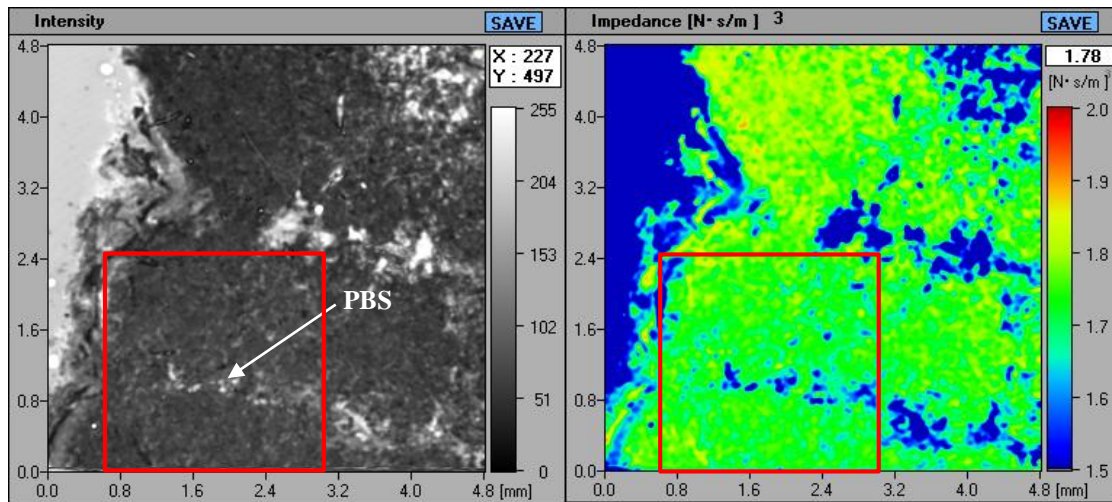 Intensity
SAVE
X : 227
Y : 497
4.8
4.0
3.2
2.4
1.6
0.8
0.0
0.0 0.8 1.6 2.4 3.2 4.0 4.8 [mm]
255
204
153
102
51
0
PBS
Impedance [N· s/m ] 3
SAVE
1.78
[N· s/m]
4.8
4.0
3.2
2.4
1.6
0.8
0.0
0.0 0.8 1.6 2.4 3.2 4.0 4.8 [mm]
2.0
1.9
1.8
1.7
1.6
1.5